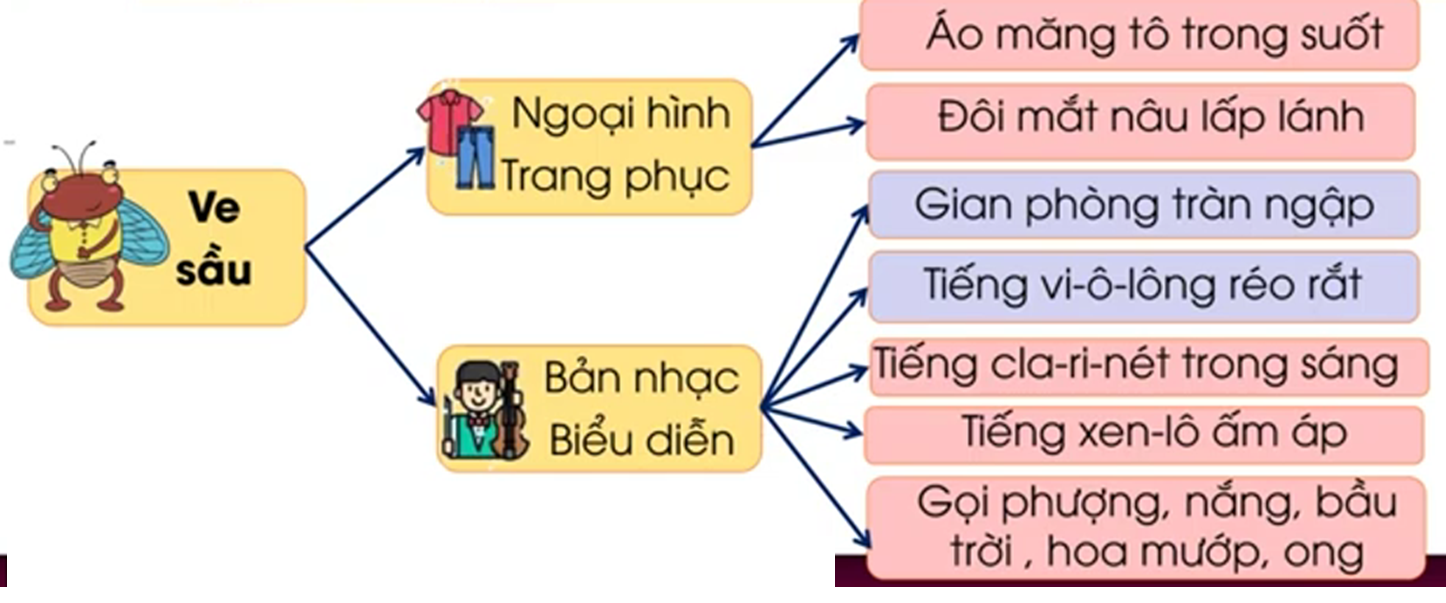 Ve
sầu
Ngoại hình
Trang phục
Áo măng tô trong suốt
Đôi mắt nâu lấp lánh
Bản nhạc
Biểu diễn
Gian phòng tràn ngập
Tiếng vi-ô-lông réo rắt
Tiếng cla-ri-nét trong sáng
Tiếng xen-lô ấm áp
Gọi phượng, nắng, bầu
trời , hoa mướp, ong